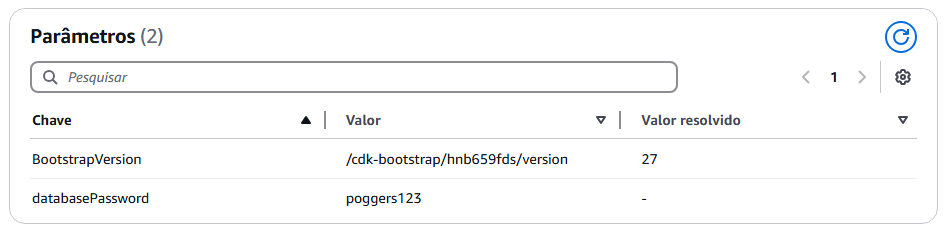 Parâmetros (2)
Pesquisar
1
Chave Valor Valor resolvido
BootstrapVersion /cdk-bootstrap/hnb659fds/version 27
databasePassword poggers123 -